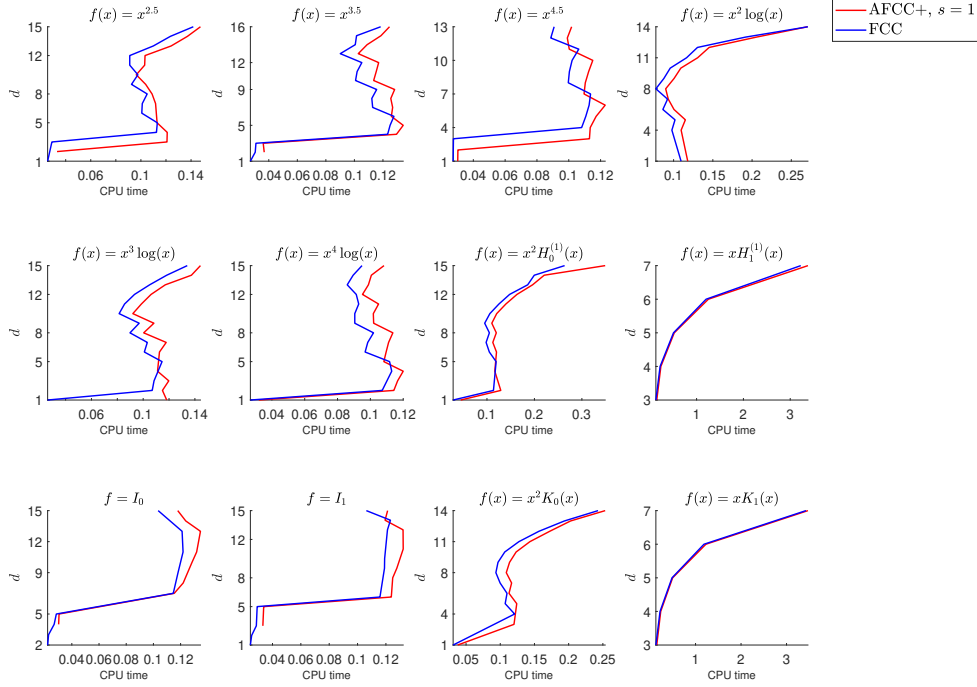 AFCC+, s = 1
FCC
f(x) = x^{2.5}
f(x) = x^{3.5}
f(x) = x^{4.5}
f(x) = x^2 log(x)
15
12
8
5
1
d
0.06 0.1 0.14
CPU time
16
12
8
4
1
d
0.04 0.06 0.08 0.1 0.12
CPU time
13
10
7
4
1
d
0.04 0.06 0.08 0.1 0.12
CPU time
14
11
8
4
1
d
0.1 0.15 0.2 0.25
CPU time
f(x) = x^3 log(x)
f(x) = x^4 log(x)
f(x) = x^2 H_0^{(1)}(x)
f(x) = xH_1^{(1)}(x)
15
12
8
5
1
d
0.06 0.1 0.14
CPU time
15
12
8
5
1
d
0.04 0.06 0.08 0.1 0.12
CPU time
15
12
8
5
1
d
0.1 0.2 0.3
CPU time
7
6
5
4
3
d
1 2 3
CPU time
f = I_0
f = I_1
f(x) = x^2 K_0(x)
f(x) = xK_1(x)
15
12
9
5
2
d
0.04 0.06 0.08 0.1 0.12
CPU time
15
12
8
5
1
d
0.04 0.06 0.08 0.1 0.12
CPU time
14
11
8
4
1
d
0.05 0.1 0.15 0.2 0.25
CPU time
7
6
5
4
3
d
1 2 3
CPU time